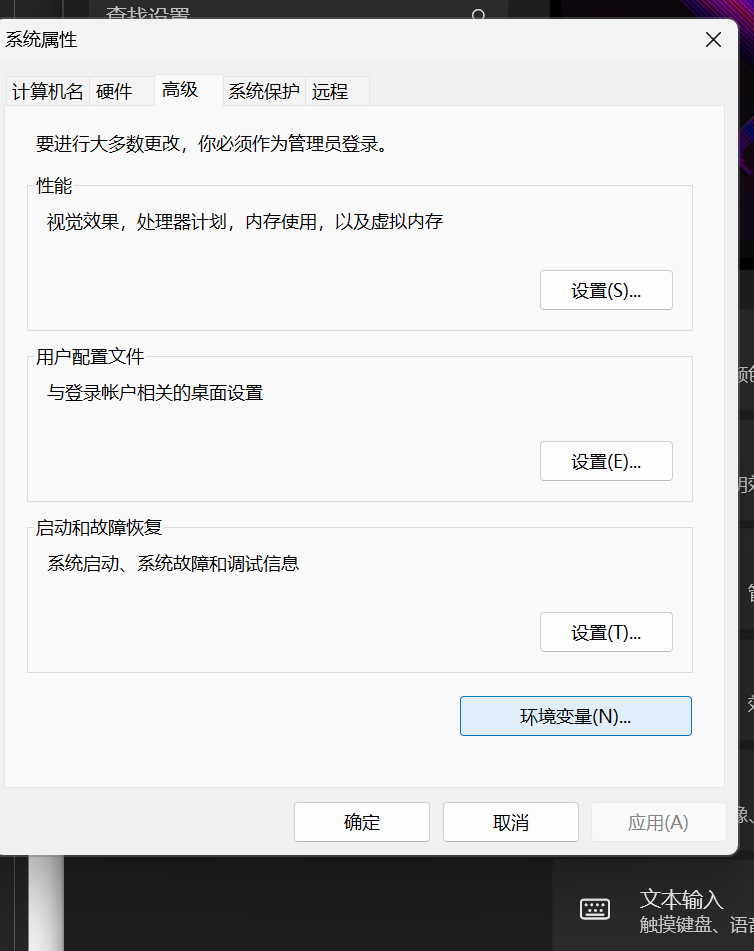 查找设置
系统属性
计算机名 硬件 高级 系统保护 远程
要进行大多数更改，你必须作为管理员登录。
性能
视觉效果，处理器计划，内存使用，以及虚拟内存
设置(S)...
用户配置文件
与登录帐户相关的桌面设置
设置(E)...
启动和故障恢复
系统启动、系统故障和调试信息
设置(T)...
环境变量(N)...
确定 取消 应用(A)
文本输入
触摸键盘、语音